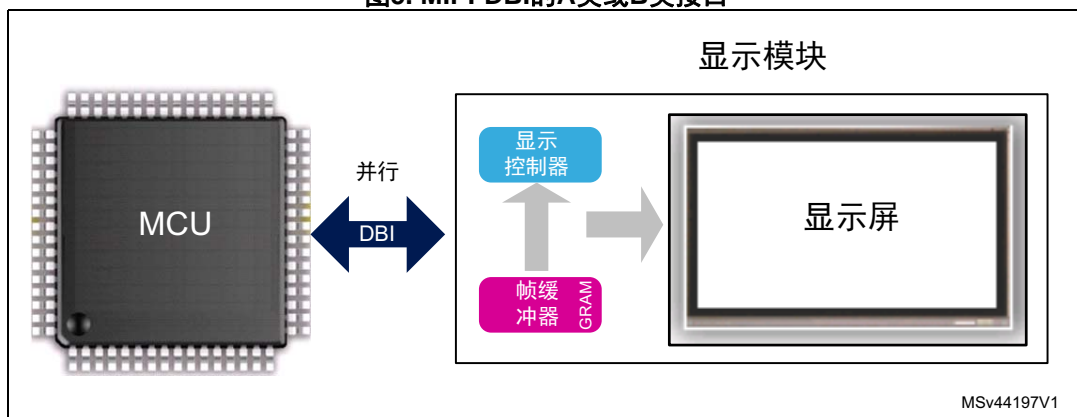 显示模块
显示
控制器
并行
MCU
DBI
显示屏
帧缓
冲器
GRAM
MSv44197V1